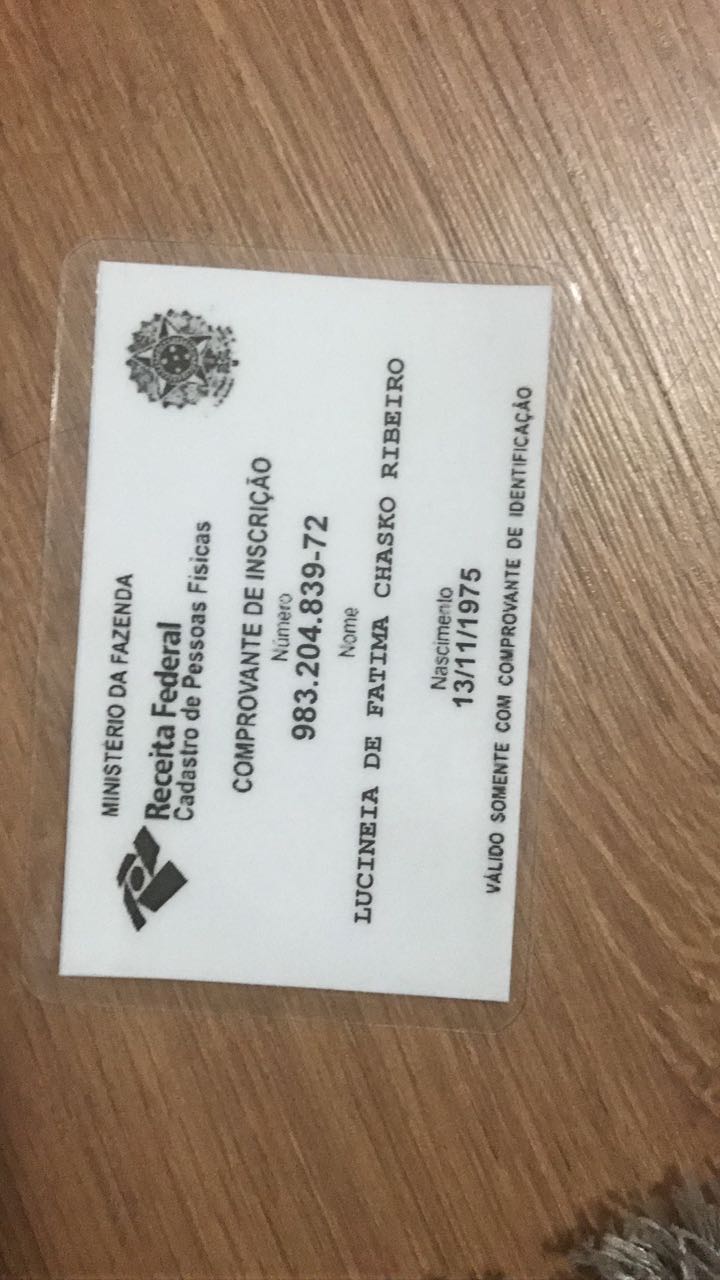 MINISTÉRIO DA FAZENDA
Receita Federal
Cadastro de Pessoas Físicas
COMPROVANTE DE INSCRIÇÃO
Número
983.204.839-72
Nome
LUCINEIA DE FATIMA CHASKO RIBEIRO
Nascimento
13/11/1975
VÁLIDO SOMENTE COM COMPROVANTE DE IDENTIFICAÇÃO